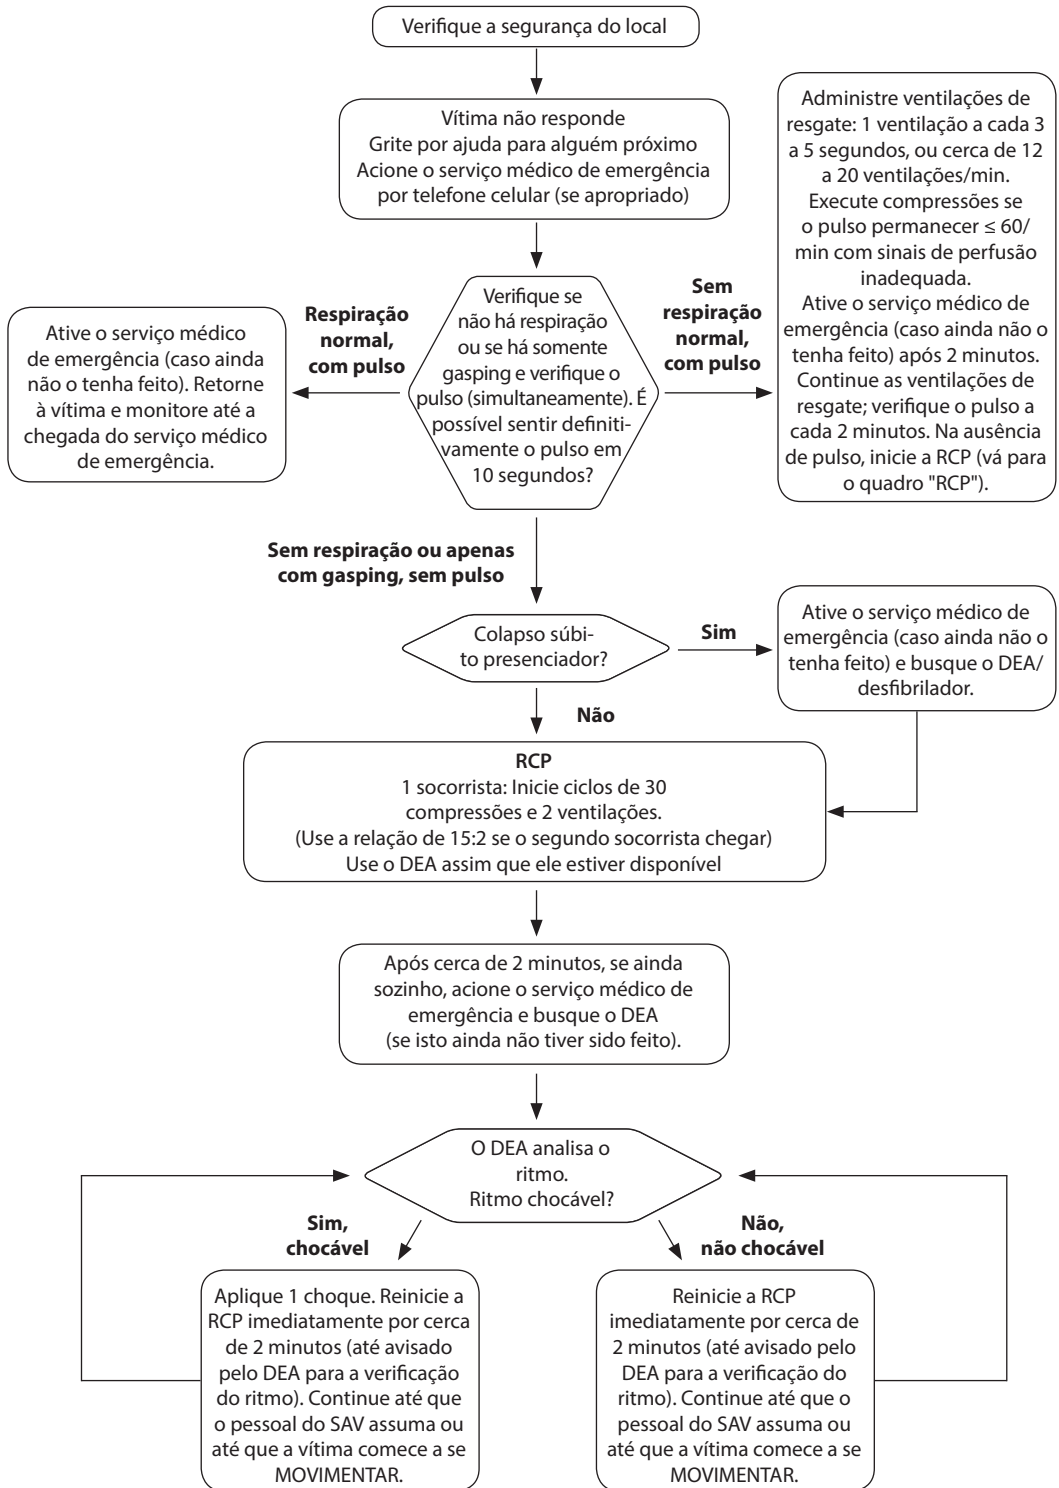 Verifique a segurança do local
Vítima não responde
Grite por ajuda para alguém próximo
Acione o serviço médico de emergência
por telefone celular (se apropriado)
Verifique se
não há respiração
ou se há somente
gasping e verifique o
pulso (simultaneamente). É
possível sentir definiti-
vamente o pulso em
10 segundos?
Respiração
normal,
com pulso
Ative o serviço médico
de emergência (caso ainda
não o tenha feito). Retorne
à vítima e monitore até a
chegada do serviço médico
de emergência.
Sem
respiração
normal,
com pulso
Administre ventilações de
resgate: 1 ventilação a cada 3
a 5 segundos, ou cerca de 12
a 20 ventilações/min.
Execute compressões se
o pulso permanecer ≤ 60/
min com sinais de perfusão
inadequada.
Ative o serviço médico de
emergência (caso ainda não o
tenha feito) após 2 minutos.
Continue as ventilações de
resgate; verifique o pulso a
cada 2 minutos. Na ausência
de pulso, inicie a RCP (vá para
o quadro "RCP").
Sem respiração ou apenas
com gasping, sem pulso
Colapso súbi-
to presenciador?
Sim
Ative o serviço médico de
emergência (caso ainda não o
tenha feito) e busque o DEA/
desfibrilador.
Não
RCP
1 socorrista: Inicie ciclos de 30
compressões e 2 ventilações.
(Use a relação de 15:2 se o segundo socorrista chegar)
Use o DEA assim que ele estiver disponível
Após cerca de 2 minutos, se ainda
sozinho, acione o serviço médico de
emergência e busque o DEA
(se isto ainda não tiver sido feito).
O DEA analisa o
ritmo.
Ritmo chocável?
Sim,
chocável
Aplique 1 choque. Reinicie a
RCP imediatamente por cerca
de 2 minutos (até avisado
pelo DEA para a verificação
do ritmo). Continue até que
o pessoal do SAV assuma ou
até que a vítima comece a se
MOVIMENTAR.
Não,
não chocável
Reinicie a RCP
imediatamente por cerca de
2 minutos (até avisado pelo
DEA para a verificação do
ritmo). Continue até que o
pessoal do SAV assuma ou
até que a vítima comece a se
MOVIMENTAR.